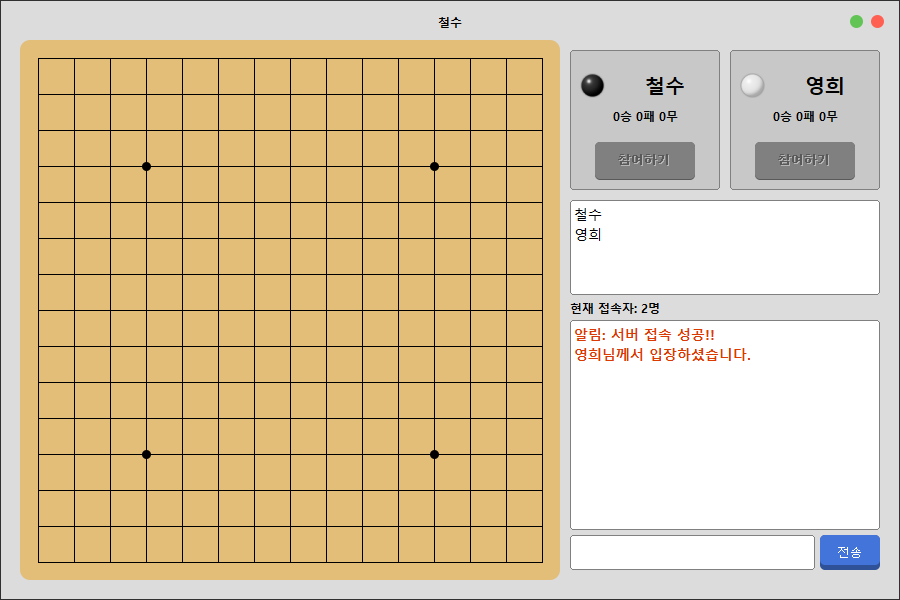 철수
철수
0승 0패 0무
참여하기
영희
0승 0패 0무
참여하기
철수
영희
현재 접속자: 2명
알림: 서버 접속 성공!!
영희님께서 입장하셨습니다.
전송